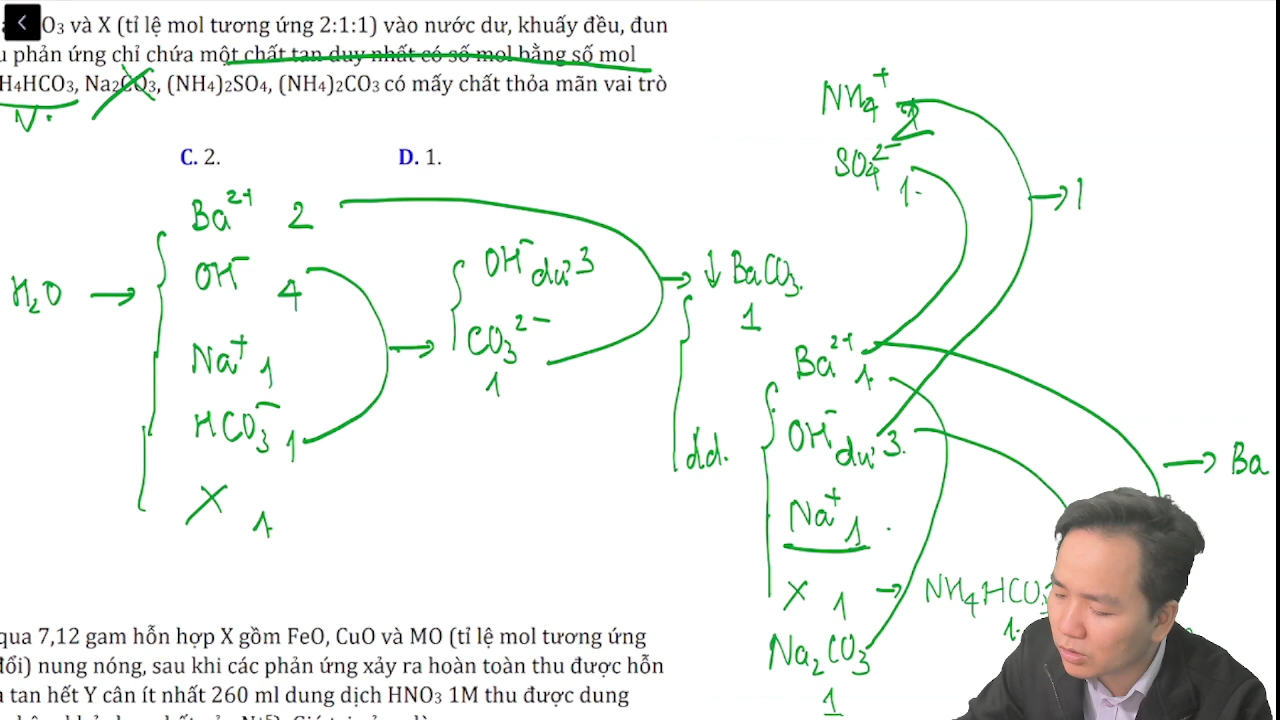 O₃ và X (tỉ lệ mol tương ứng 2:1:1) vào nước dư, khuấy đều, đun
phản ứng chỉ chứa một chất tan duy nhất có số mol bằng số mol
H₄HCO₃, Na₂CO₃, (NH₄)₂SO₄, (NH₄)₂CO₃ có mấy chất thỏa mãn vai trò
C. 2. D. 1.
H₂O → Ba²⁺ 2
OH⁻ 4
Na⁺ 1
HCO₃⁻ 1
X 1
→ OH⁻ dư 3
CO₃²⁻ 1
→ ↓ BaCO₃ 1
dd.
NH₄⁺ 2
SO₄²⁻ 1
→ 1
Ba²⁺ 1
OH⁻ dư 3
Na⁺ 1
X 1 → NH₄HCO₃ 1
Na₂CO₃ 1
→ Ba
qua 7,12 gam hỗn hợp X gồm FeO, CuO và MO (tỉ lệ mol tương ứng
đổi) nung nóng, sau khi các phản ứng xảy ra hoàn toàn thu được hỗn
tan hết Y cần ít nhất 260 ml dung dịch HNO₃ 1M thu được dung